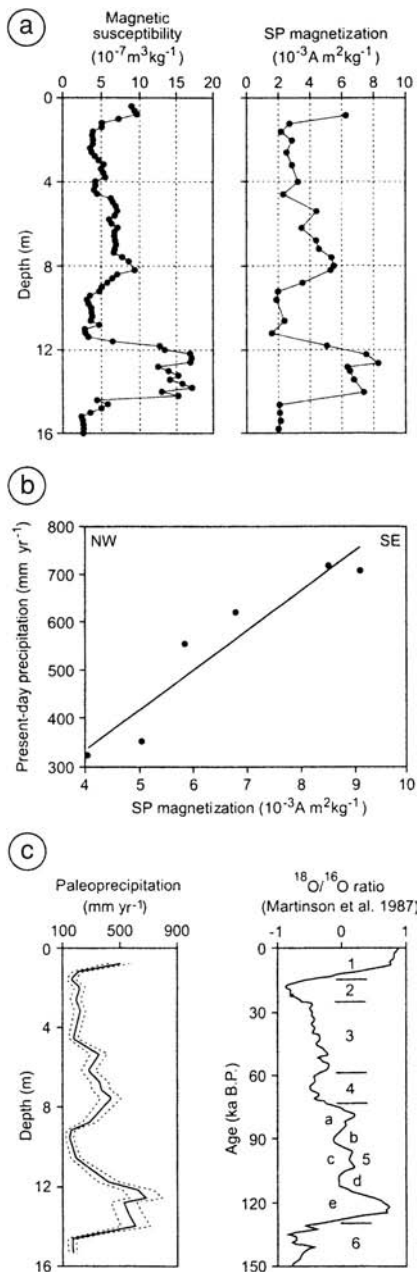 a
Magnetic SP magnetization
susceptibility (10⁻³A m²kg⁻¹)
(10⁻⁷m³kg⁻¹)
0 5 10 15 20 0 2 4 6 8 10
0
4
8
12
16
Depth (m)
b
800
700
600
500
400
300
NW SE
Present-day precipitation (mm yr⁻¹)
4 5 6 7 8 9 10
SP magnetization (10⁻³A m²kg⁻¹)
c
Paleoprecipitation
(mm yr⁻¹)
100 500 900
0
4
8
12
16
Depth (m)
¹⁸O/¹⁶O ratio
(Martinson et al. 1987)
-1 0 1
0
30
60
90
120
150
Age (ka B.P.)
1
2
3
4
a
b
c 5
d
e
6